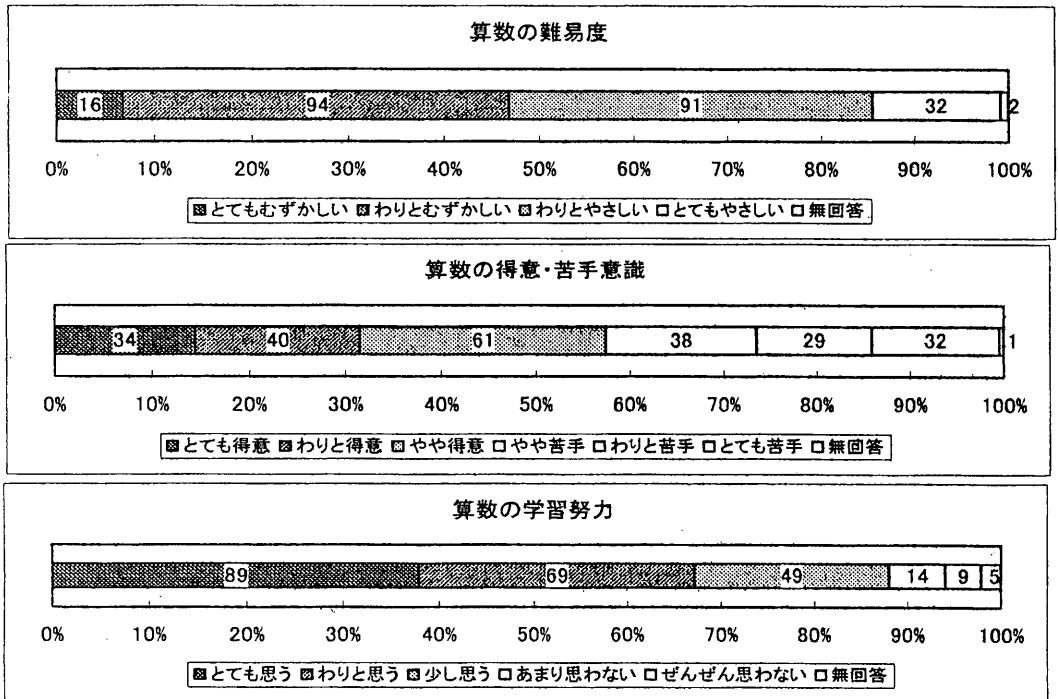 算数の難易度
16 94 91 32 2
0% 10% 20% 30% 40% 50% 60% 70% 80% 90% 100%
とてもむずかしい わりとむずかしい わりとやさしい とてもやさしい 無回答
算数の得意・苦手意識
34 40 61 38 29 32 1
0% 10% 20% 30% 40% 50% 60% 70% 80% 90% 100%
とても得意 わりと得意 やや得意 やや苦手 わりと苦手 とても苦手 無回答
算数の学習努力
89 69 49 14 9 5
0% 10% 20% 30% 40% 50% 60% 70% 80% 90% 100%
とても思う わりと思う 少し思う あまり思わない ぜんぜん思わない 無回答